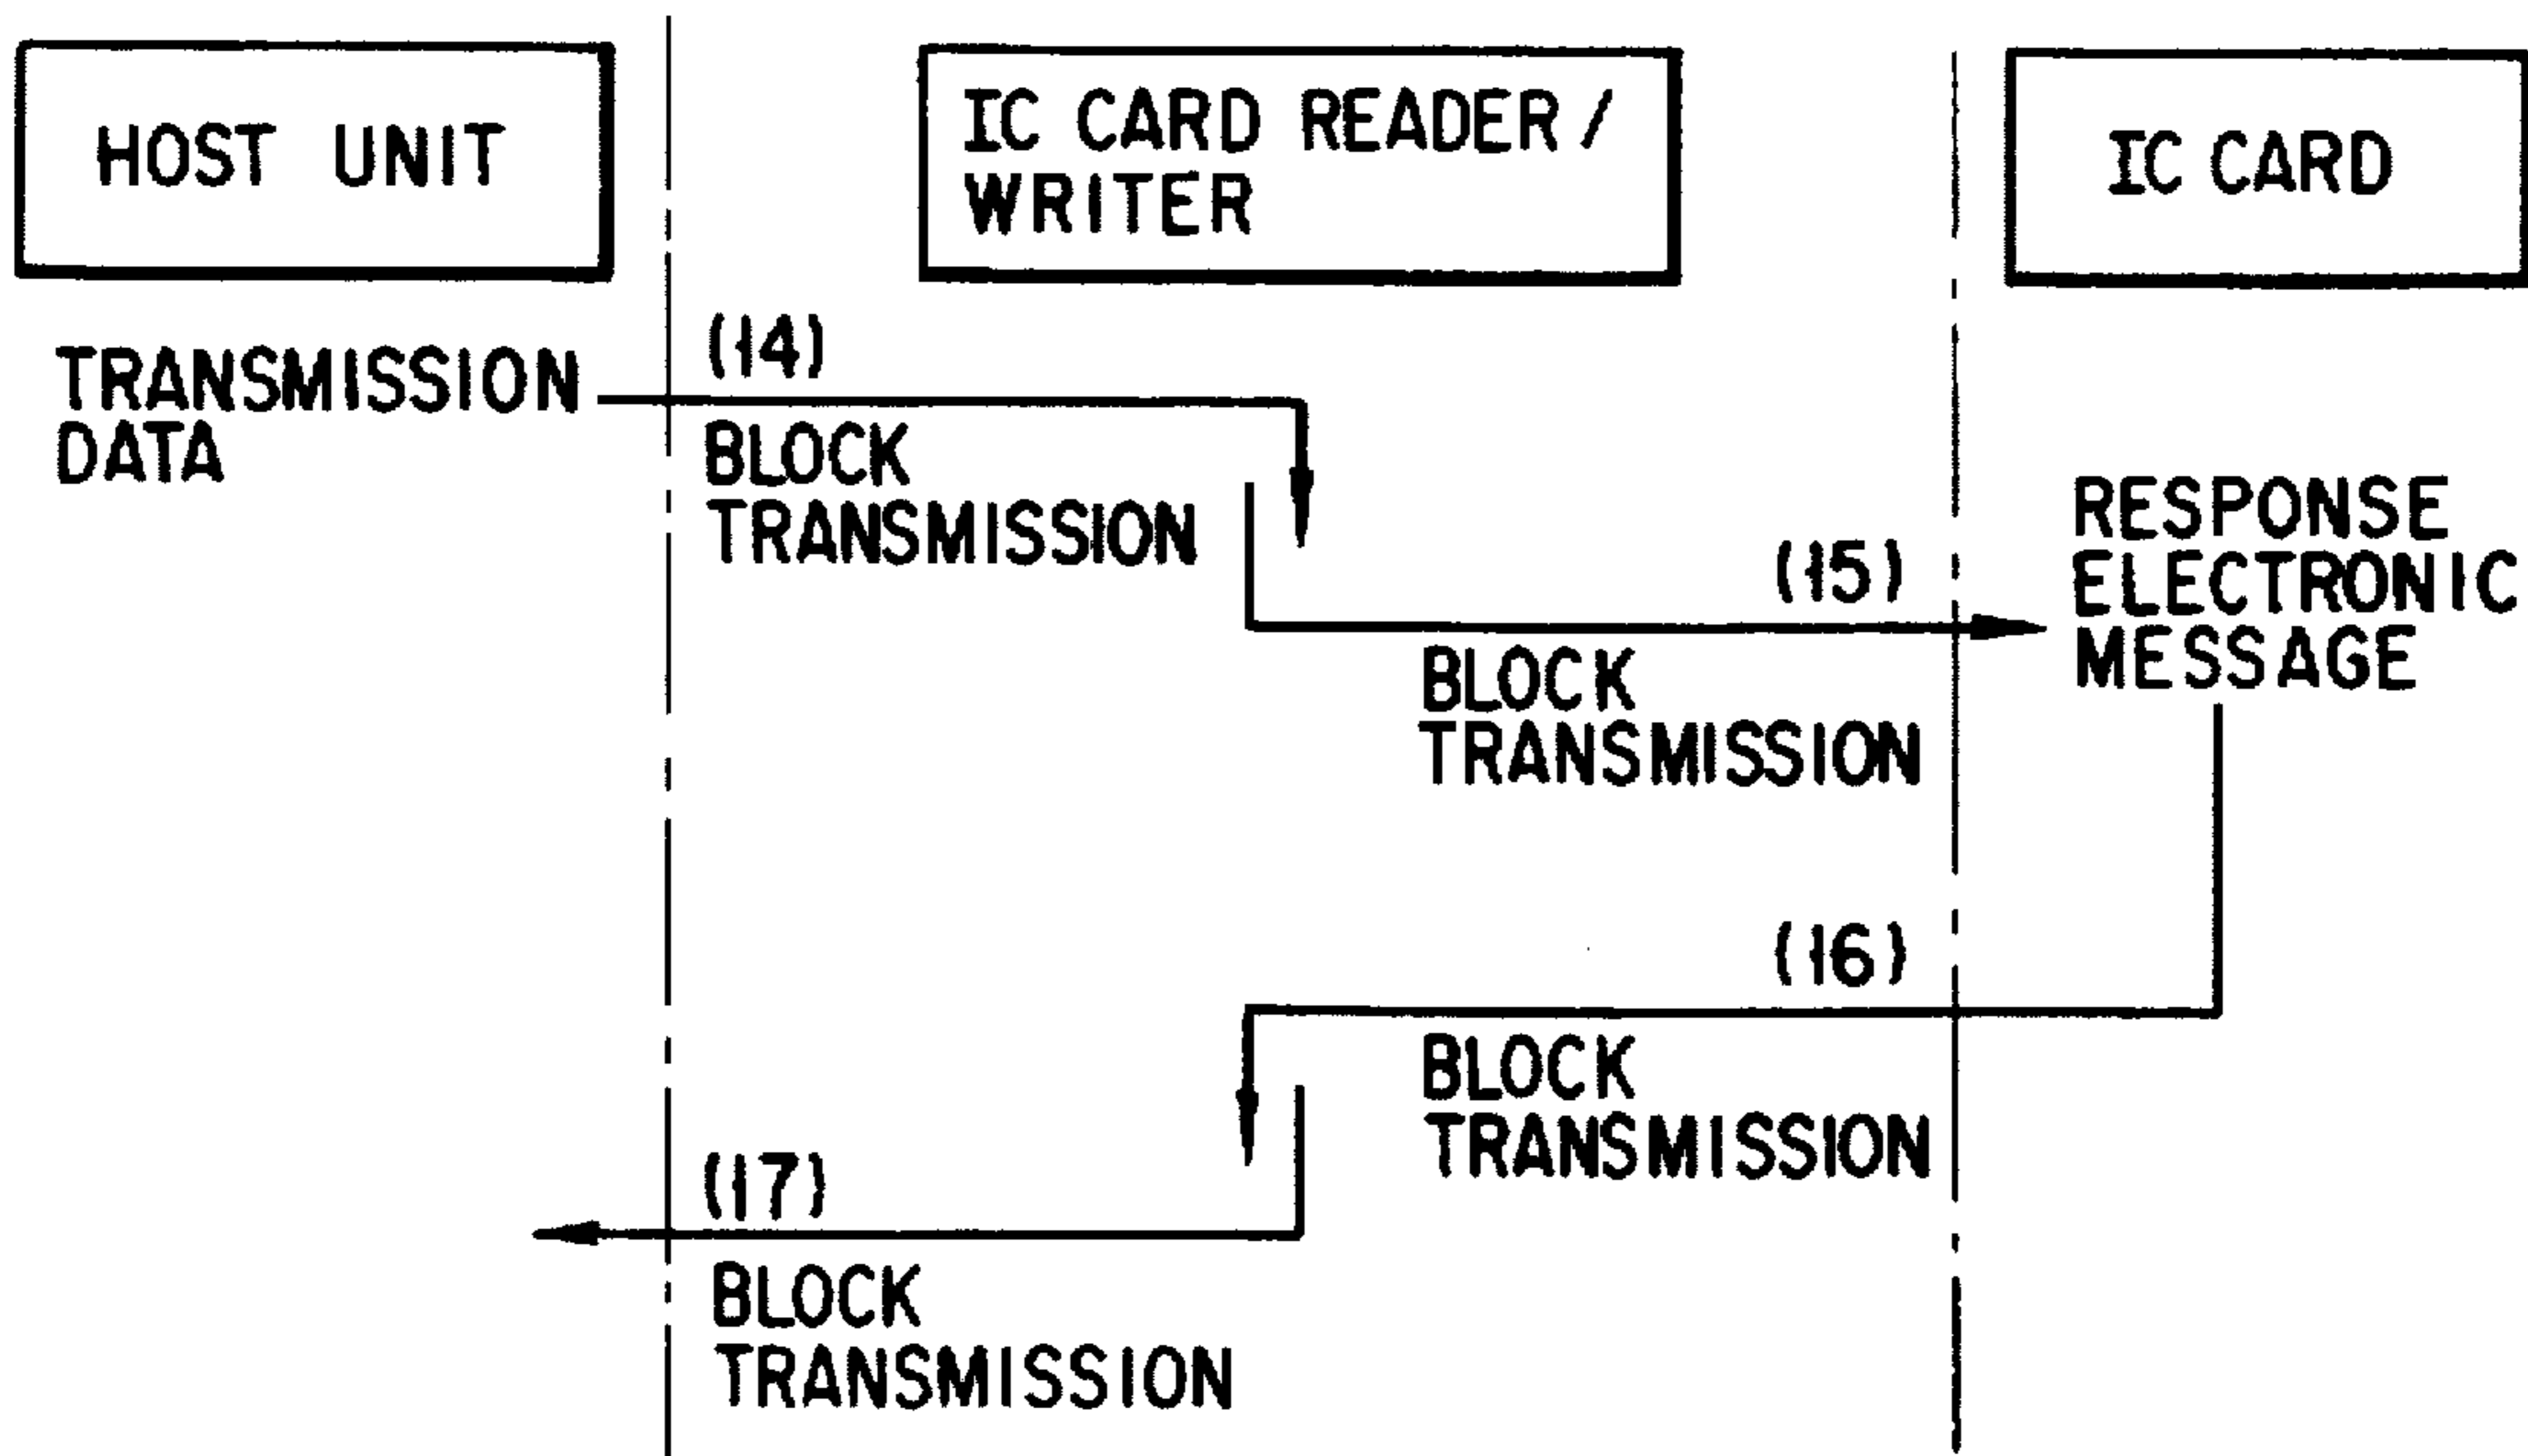 HOST UNIT
IC CARD READER /
WRITER
IC CARD
TRANSMISSION
DATA
(14)
BLOCK
TRANSMISSION
(15)
BLOCK
TRANSMISSION
RESPONSE
ELECTRONIC
MESSAGE
(16)
BLOCK
TRANSMISSION
(17)
BLOCK
TRANSMISSION